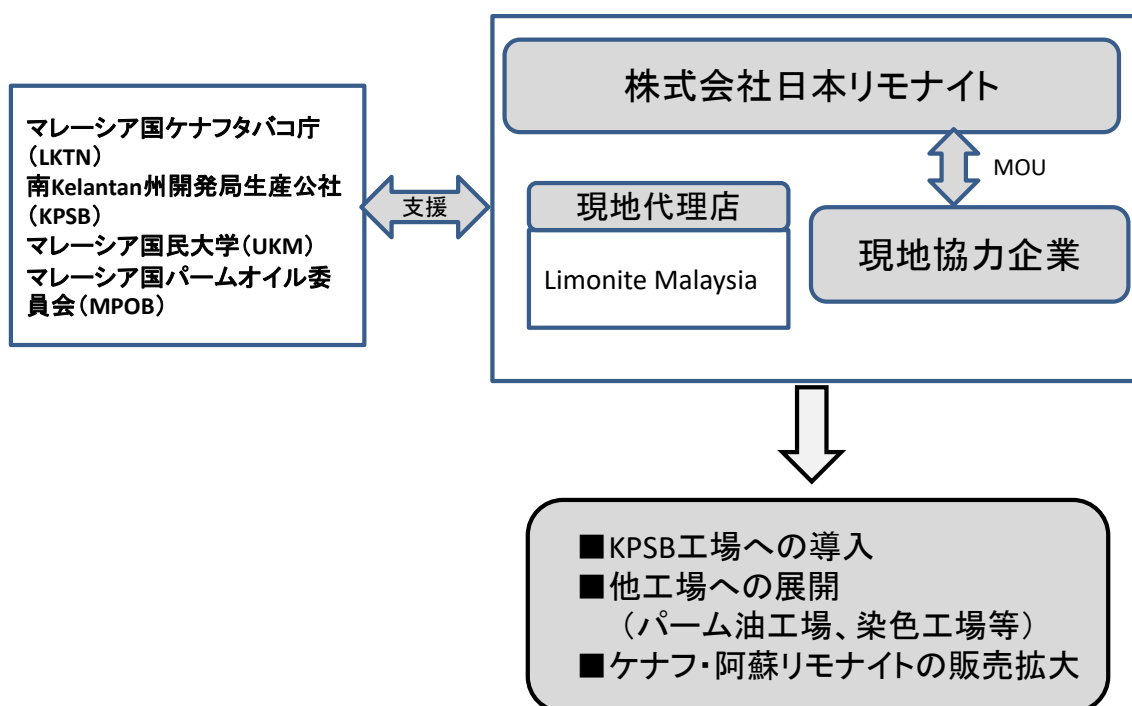 株式会社日本リモナイト
マレーシア国ケナフタバコ庁
(LKTN)
南Kelantan州開発局生産公社
(KPSB)
マレーシア国民大学(UKM)
マレーシア国パームオイル委
員会(MPOB)
支援
MOU
現地代理店
Limonite Malaysia
現地協力企業
■KPSB工場への導入
■他工場への展開
（パーム油工場、染色工場等）
■ケナフ・阿蘇リモナイトの販売拡大